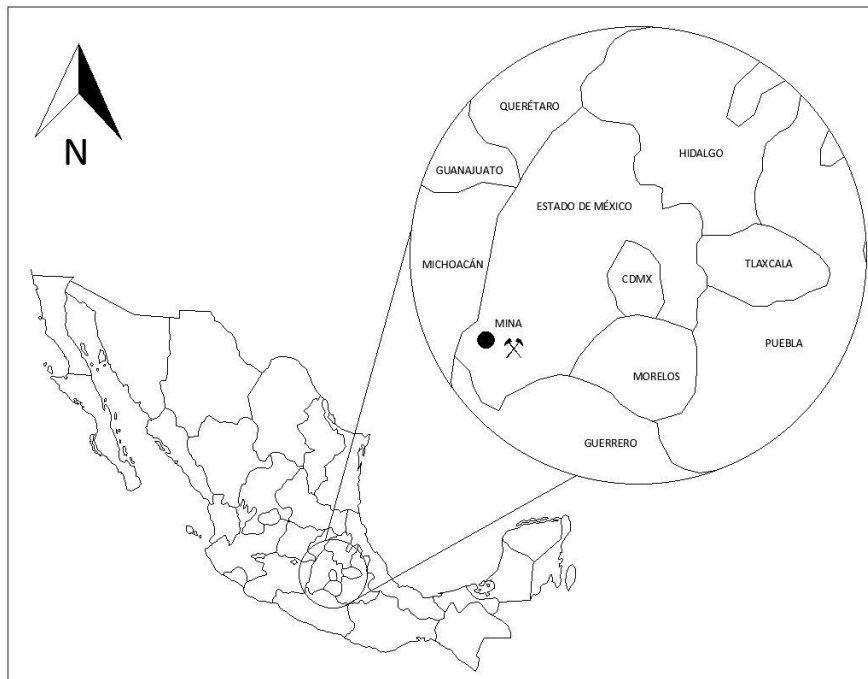 N
QUERÉTARO
HIDALGO
GUANAJUATO
ESTADO DE MÉXICO
MICHOACÁN
TLAXCALA
CDMX
MINA
PUEBLA
MORELOS
GUERRERO